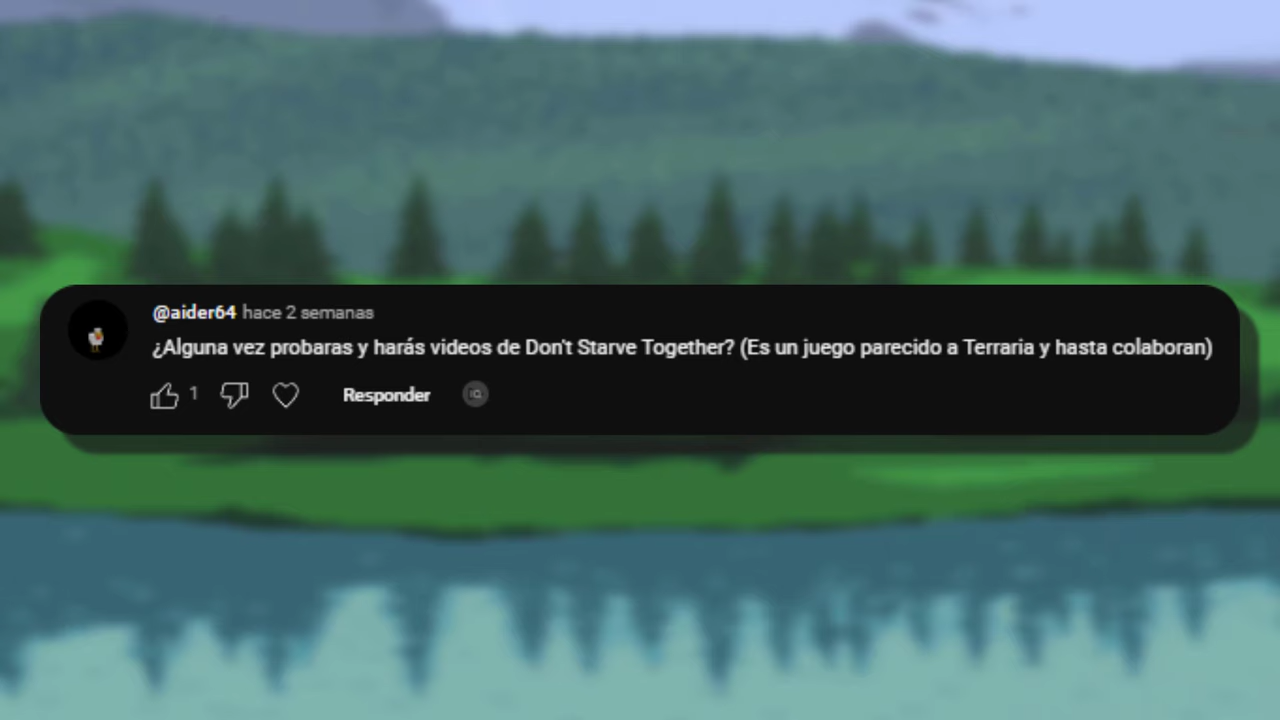 @aider64 hace 2 semanas
¿Alguna vez probaras y harás videos de Don't Starve Together? (Es un juego parecido a Terraria y hasta colaboran)
1 Responder